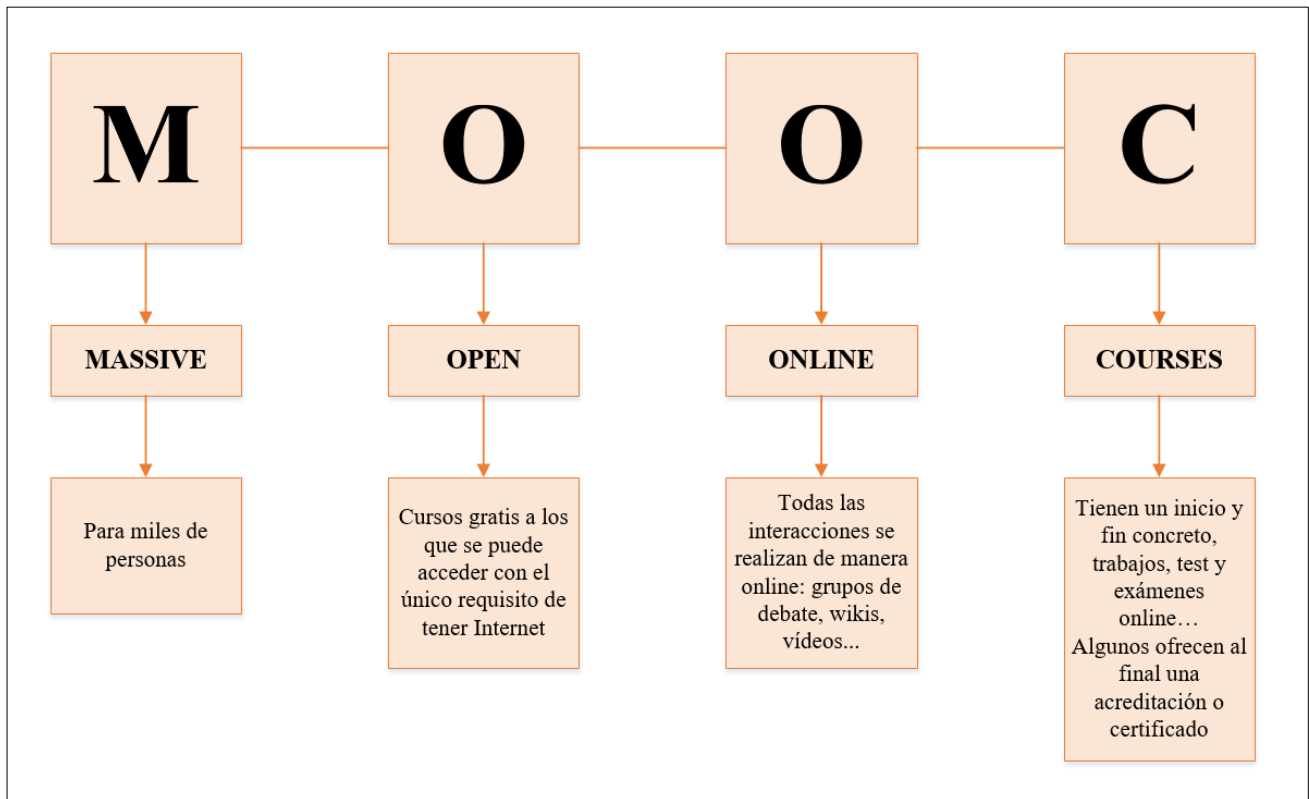 M
O
O
C
MASSIVE
OPEN
ONLINE
COURSES
Para miles de
personas
Cursos gratis a los
que se puede
acceder con el
único requisito de
tener Internet
Todas las
interacciones se
realizan de manera
online: grupos de
debate, wikis,
vídeos...
Tienen un inicio y
fin concreto,
trabajos, test y
exámenes
online…
Algunos ofrecen al
final una
acreditación o
certificado